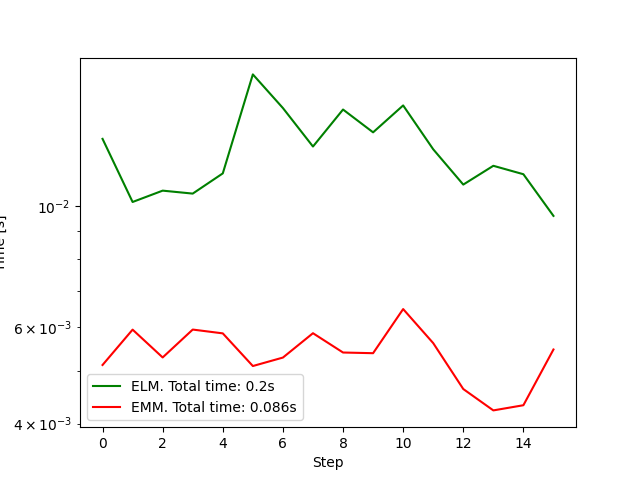 10⁻²
6 × 10⁻³
4 × 10⁻³
ELM. Total time: 0.2s
EMM. Total time: 0.086s
0 2 4 6 8 10 12 14
Step